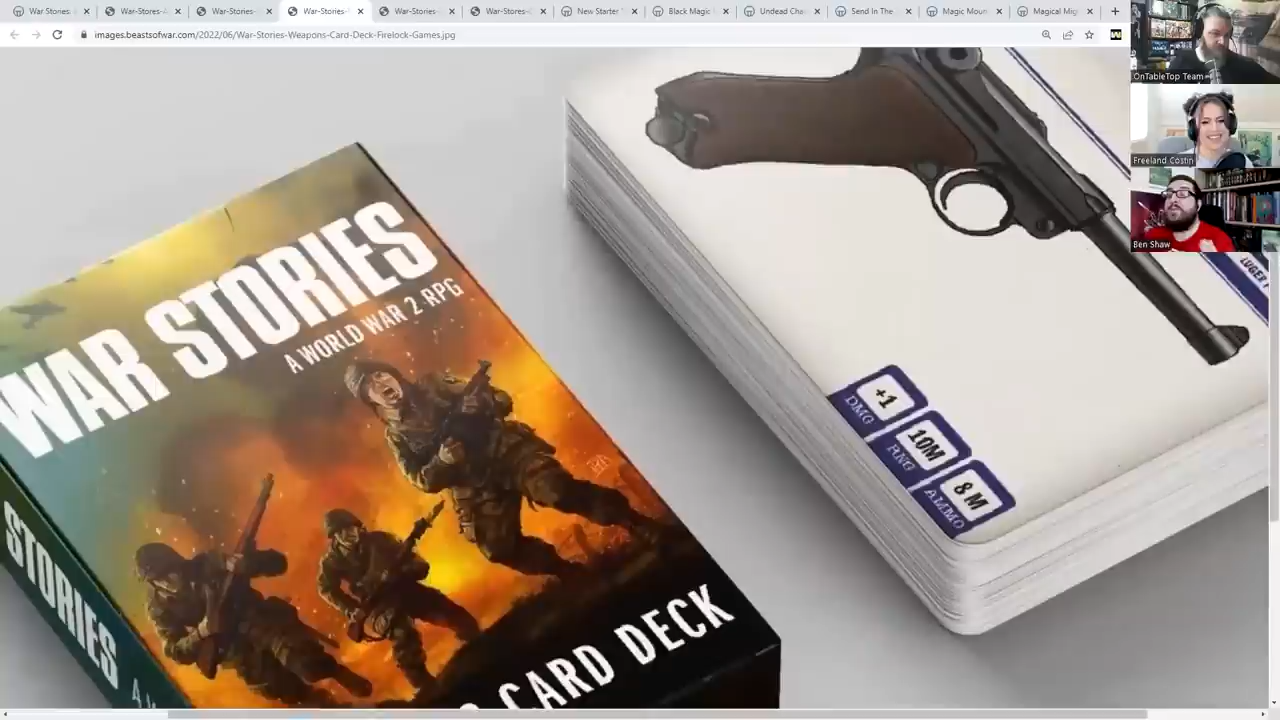 War Stories
War-Stores-
War-Stories-
War-Stories-
War-Stories-
War-Stores-
New Starter
Black Magic
Undead Cha
Send In The
Magic Moun
Magical Mig
images.beastsofwar.com/2022/06/War-Stories-Weapons-Card-Deck-Firelock-Games.jpg
OnTableTop Team
Freeland Costin
Ben Shaw
WAR STORIES
A WORLD WAR 2 RPG
CARD DECK
STORIES
LUGER
+1
DMG
10M
RNG
8 M
AMMO